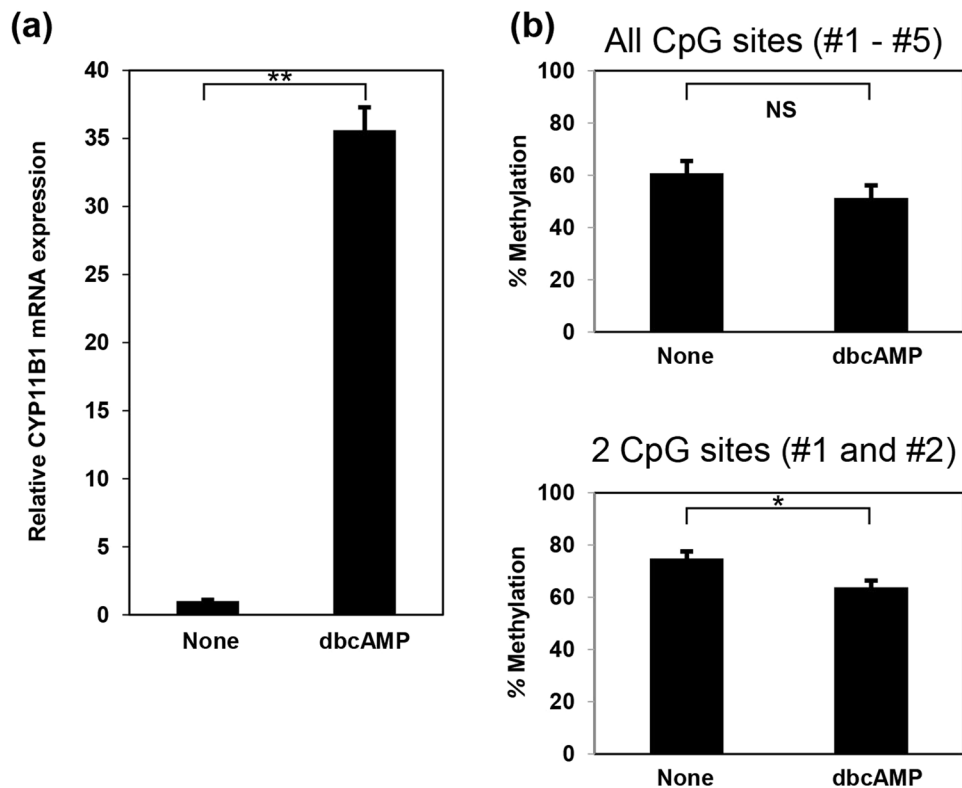 (a)
**
40
35
30
25
20
15
10
5
0
Relative CYP11B1 mRNA expression
None dbcAMP
(b)
All CpG sites (#1 - #5)
100
80
60
40
20
0
% Methylation
NS
None dbcAMP
2 CpG sites (#1 and #2)
100
80
60
40
20
0
% Methylation
*
None dbcAMP